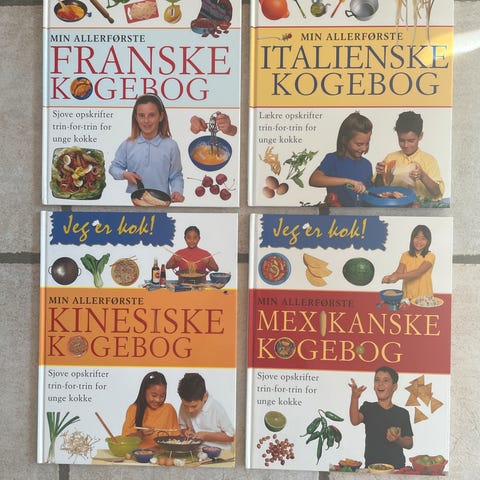 MIN ALLERFØRSTE
FRANSKE
KOGEBOG
Sjove opskrifter
trin-for-trin for
unge kokke
MIN ALLERFØRSTE
ITALIENSKE
KOGEBOG
Lækre opskrifter
trin-for-trin for
unge kokke
Jeg er kok!
MIN ALLERFØRSTE
KINESISKE
KOGEBOG
Sjove opskrifter
trin-for-trin for
unge kokke
Jeg er kok!
MIN ALLERFØRSTE
MEXIKANSKE
KOGEBOG
Sjove opskrifter
trin-for-trin for
unge kokke